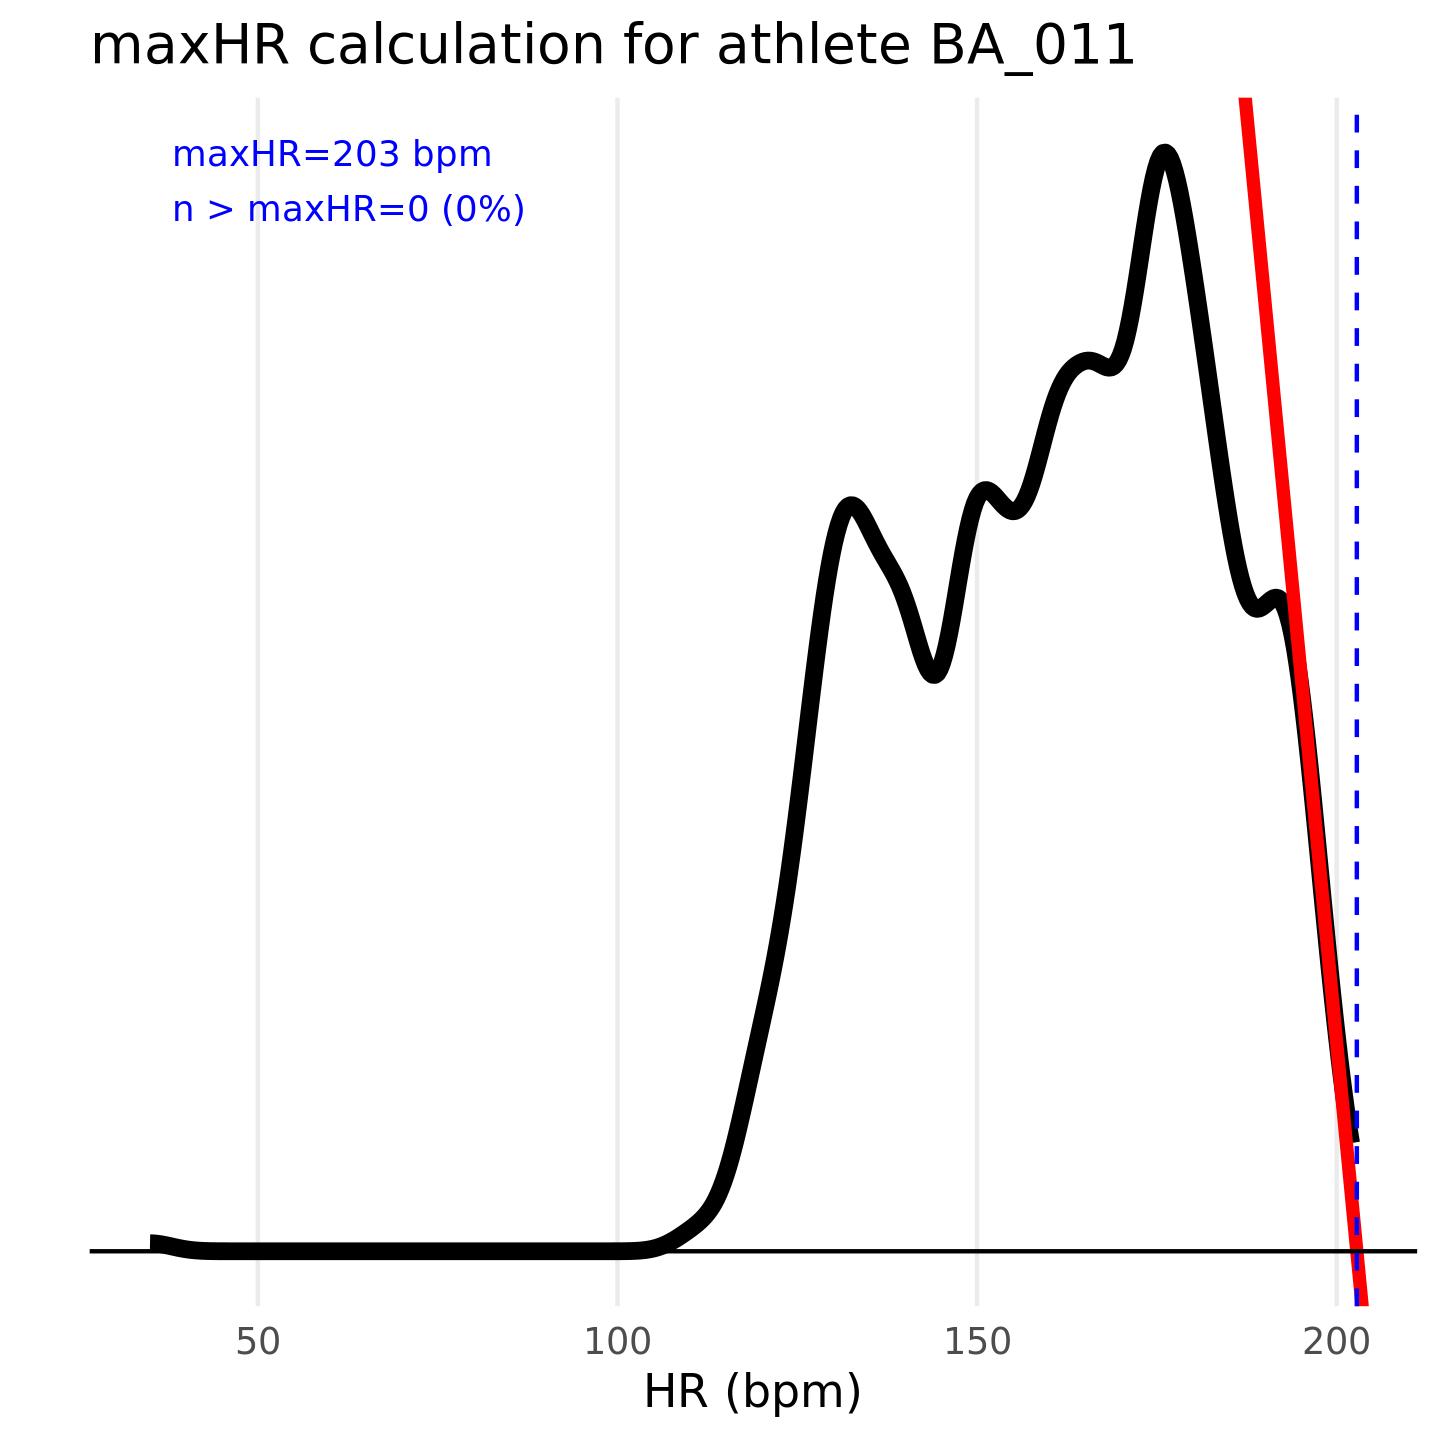 maxHR calculation for athlete BA_011
maxHR=203 bpm
n > maxHR=0 (0%)
50 100 150 200
HR (bpm)